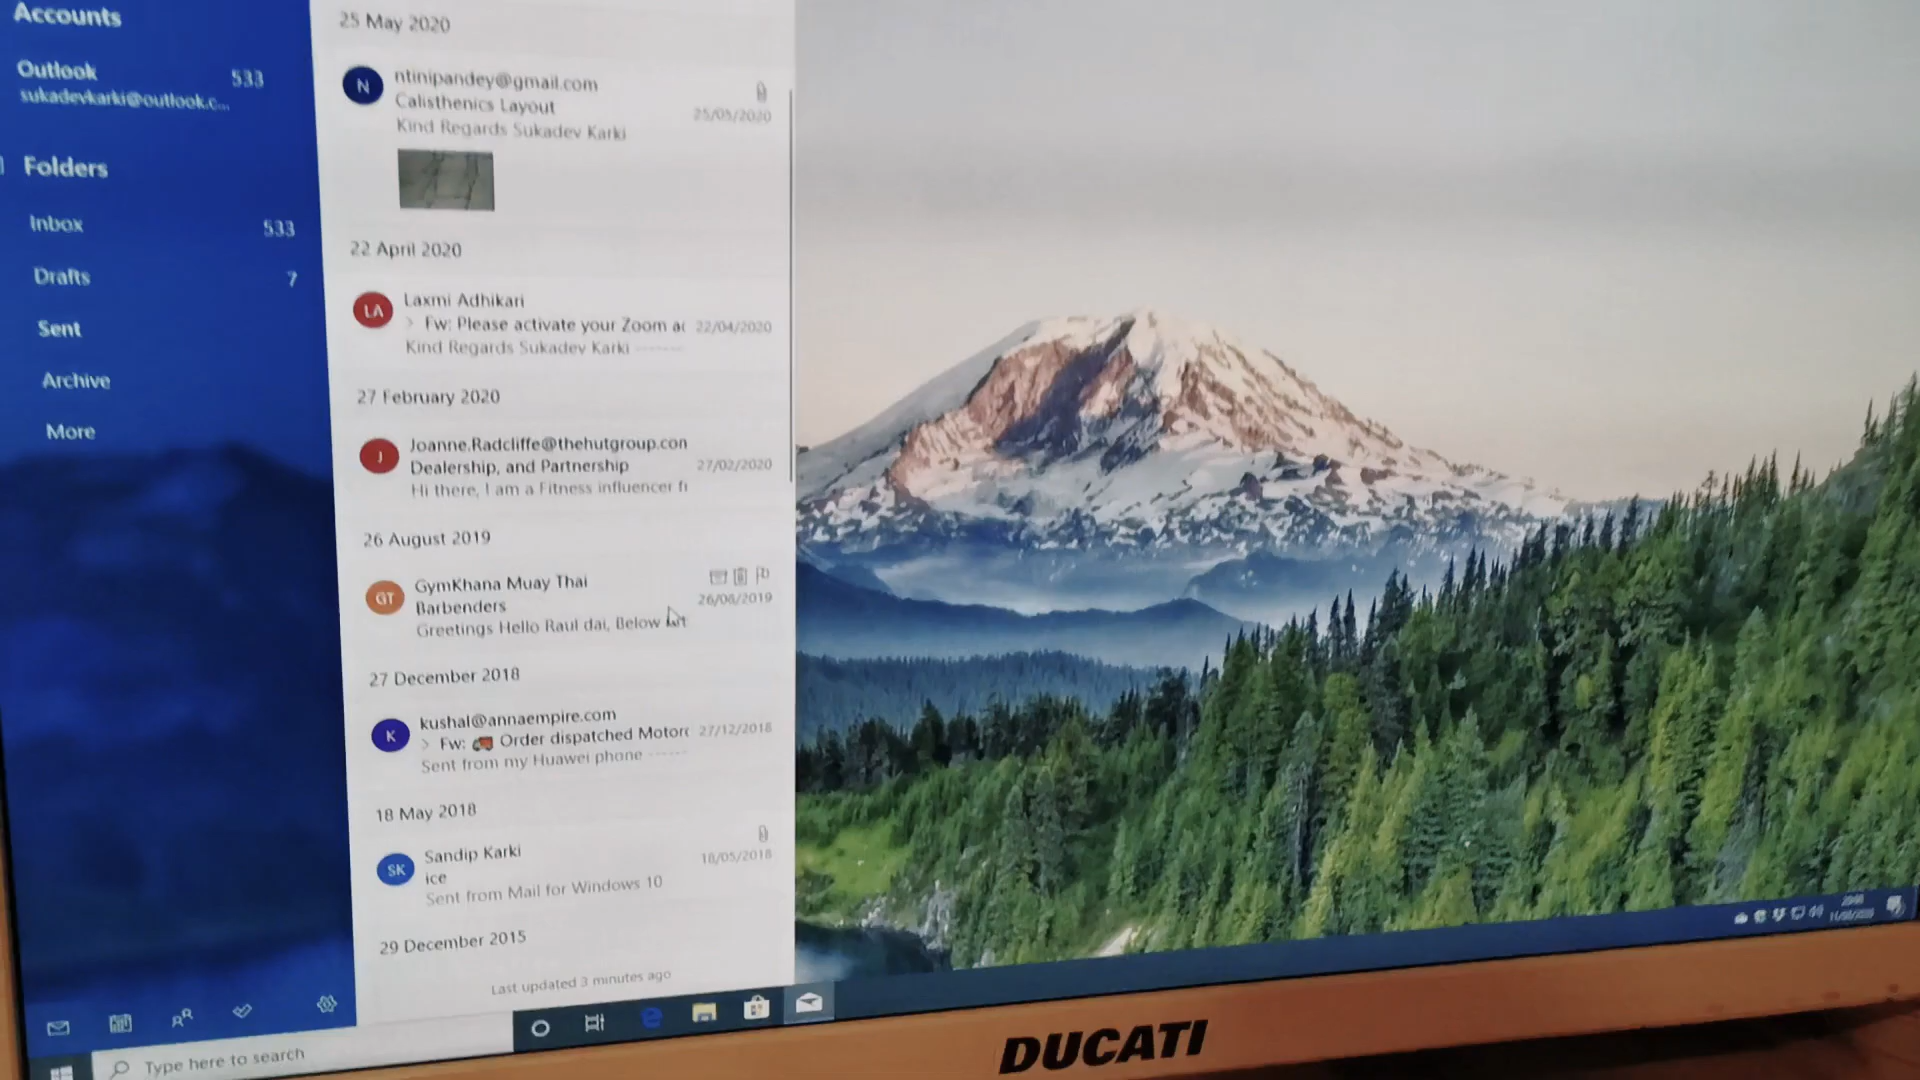 Accounts
Outlook 533
sukadevkarki@outlook.c...
Folders
Inbox 533
Drafts 7
Sent
Archive
More
25 May 2020
N
ntinipandey@gmail.com
Calisthenics Layout 25/05/2020
Kind Regards Sukadev Karki
22 April 2020
LA
Laxmi Adhikari
> Fw: Please activate your Zoom ac 22/04/2020
Kind Regards Sukadev Karki -------
27 February 2020
J
Joanne.Radcliffe@thehutgroup.con
Dealership, and Partnership 27/02/2020
Hi there, I am a Fitness influencer fr
26 August 2019
GT
GymKhana Muay Thai
Barbenders 26/08/2019
Greetings Hello Raul dai, Below
27 December 2018
K
kushal@annaempire.com
> Fw: 🚚 Order dispatched Motorc 27/12/2018
Sent from my Huawei phone ------
18 May 2018
SK
Sandip Karki
ice 18/05/2018
Sent from Mail for Windows 10
29 December 2015
Last updated 3 minutes ago
Type here to search
DUCATI